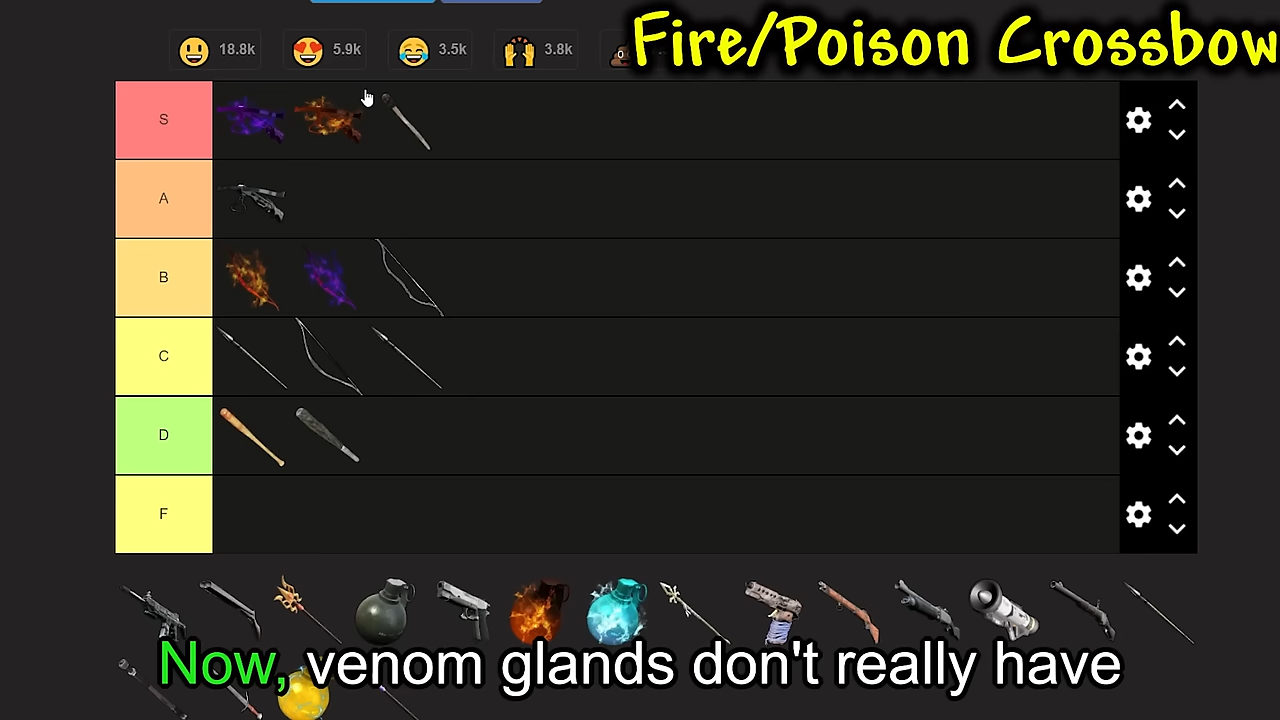 Fire/Poison Crossbow
18.8k 5.9k 3.5k 3.8k
S
A
B
C
D
F
Now, venom glands don't really have